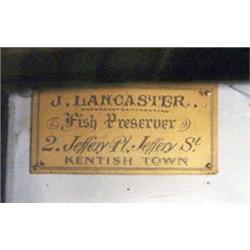 J. LANCASTER.
Fish Preserver
2. Jeffery Pl. Jeffery St
KENTISH TOWN